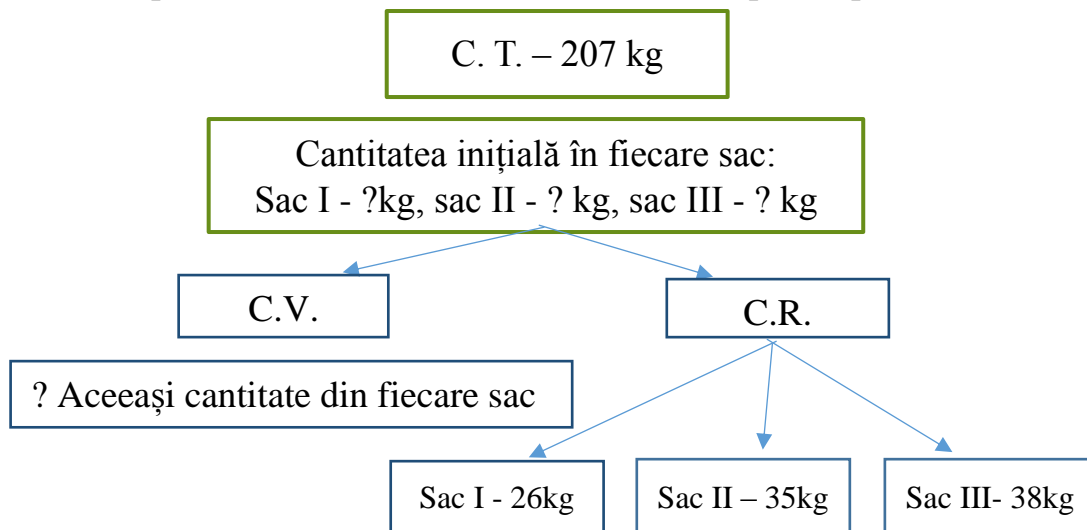 C. T. – 207 kg
Cantitatea inițială în fiecare sac:
Sac I - ?kg, sac II - ? kg, sac III - ? kg
C.V.
C.R.
? Aceeași cantitate din fiecare sac
Sac I - 26kg
Sac II – 35kg
Sac III- 38kg